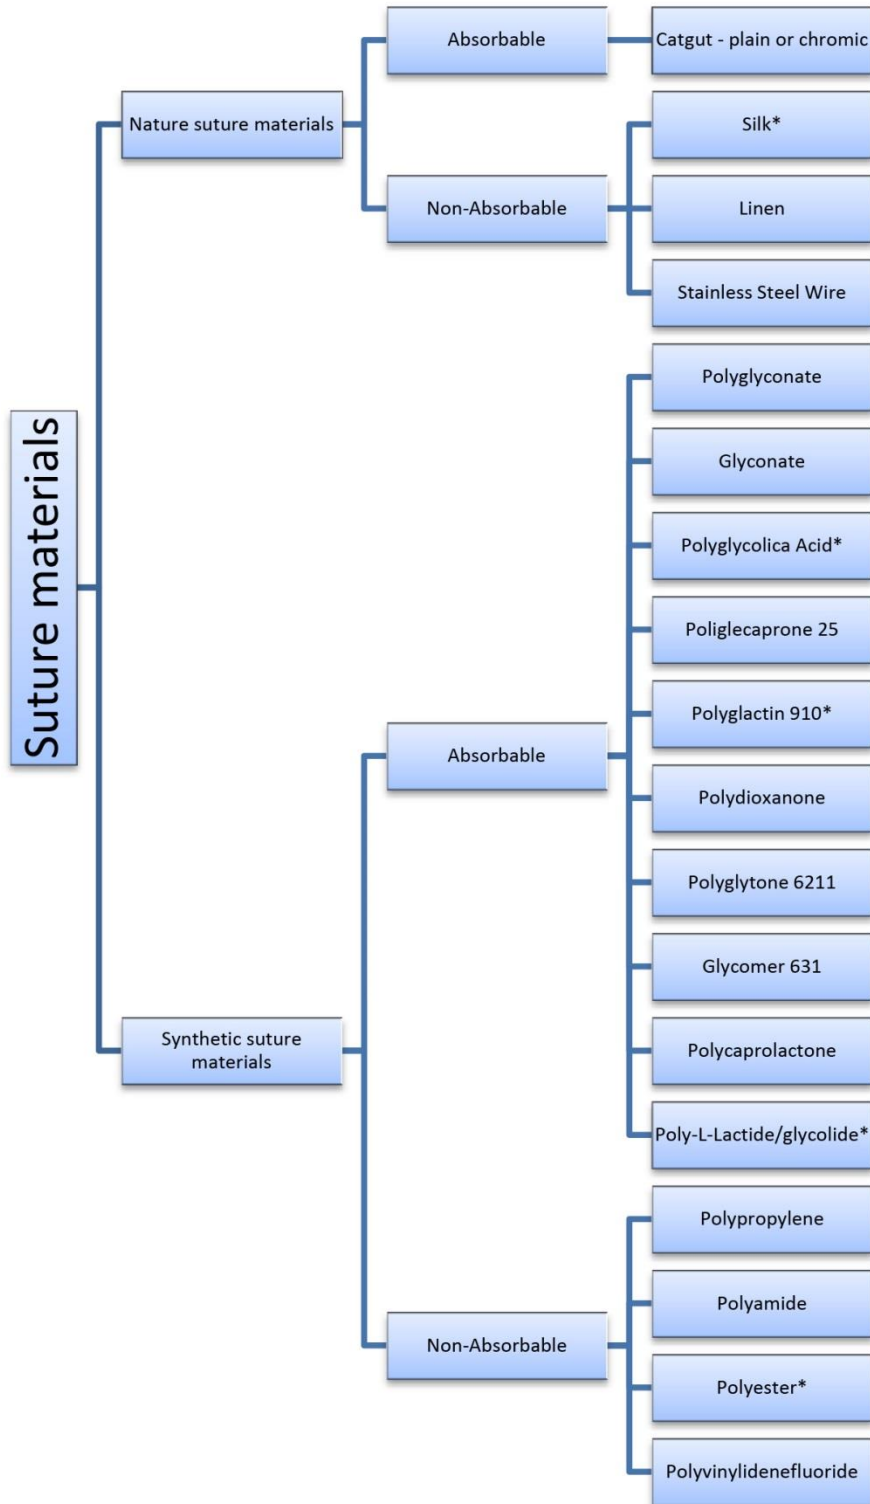 Suture materials
Nature suture materials
Absorbable
Catgut - plain or chromic
Non-Absorbable
Silk*
Linen
Stainless Steel Wire
Synthetic suture
materials
Absorbable
Polyglyconate
Glyconate
Polyglycolica Acid*
Poliglecaprone 25
Polyglactin 910*
Polydioxanone
Polyglytone 6211
Glycomer 631
Polycaprolactone
Poly-L-Lactide/glycolide*
Non-Absorbable
Polypropylene
Polyamide
Polyester*
Polyvinylidenefluoride